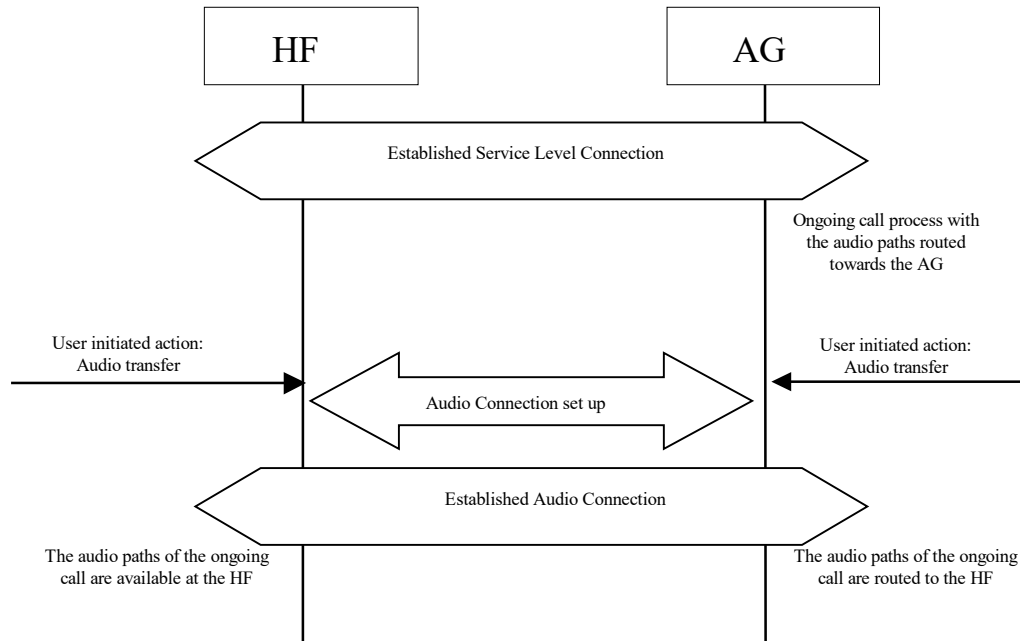 HF
AG
Established Service Level Connection
Ongoing call process with
the audio paths routed
towards the AG
User initiated action:
Audio transfer
User initiated action:
Audio transfer
Audio Connection set up
Established Audio Connection
The audio paths of the ongoing
call are available at the HF
The audio paths of the ongoing
call are routed to the HF